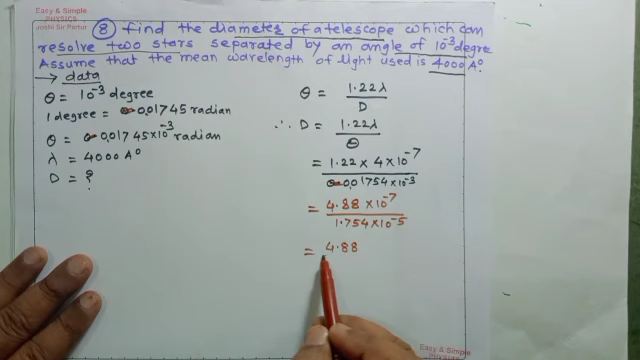 Easy & Simple
PHYSICS
Joshi Sir Parner
8 find the diameter of a telescope which can
resolve two stars separated by an angle of 10⁻³ degree
Assume that the mean wavelength of light used is 4000 A°.
→ data
θ = 10⁻³ degree
1 degree = 0.01745 radian
θ = 0.01745 × 10⁻³ radian
λ = 4000 A°
D = ?
θ = 1.22λ / D
∴ D = 1.22λ / θ
= 1.22 × 4 × 10⁻⁷ / 0.01754 × 10⁻³
= 4.88 × 10⁻⁷ / 1.754 × 10⁻⁵
= 4.88
Easy & Simple
PHYSICS